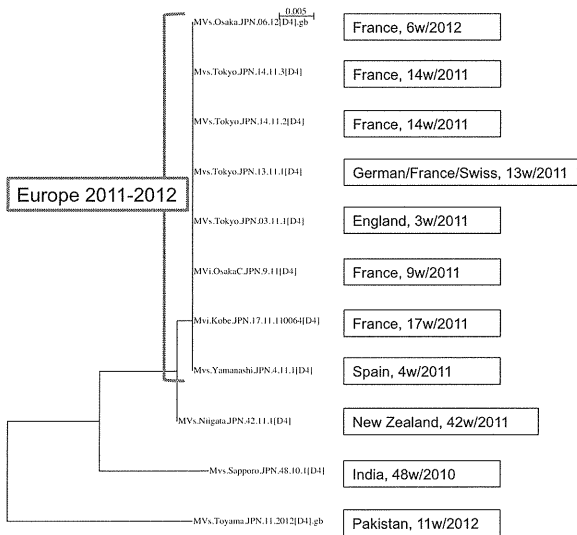 0.005
MVs.Osaka.JPN.06.12[D4].gb
France, 6w/2012
MVs.Tokyo.JPN.14.11.3[D4]
France, 14w/2011
MVs.Tokyo.JPN.14.11.2[D4]
France, 14w/2011
MVs.Tokyo.JPN.13.11.1[D4]
German/France/Swiss, 13w/2011
Europe 2011-2012
MVs.Tokyo.JPN.03.11.1[D4]
England, 3w/2011
MVi.OsakaC.JPN.9.11[D4]
France, 9w/2011
Mvi.Kobe.JPN.17.11.110064[D4]
France, 17w/2011
Mvs.Yamanashi.JPN.4.11.1[D4]
Spain, 4w/2011
MVs.Niigata.JPN.42.11.1[D4]
New Zealand, 42w/2011
Mvs.Sapporo.JPN.48.10.1[D4]
India, 48w/2010
MVs.Toyama.JPN.11.2012[D4].gb
Pakistan, 11w/2012